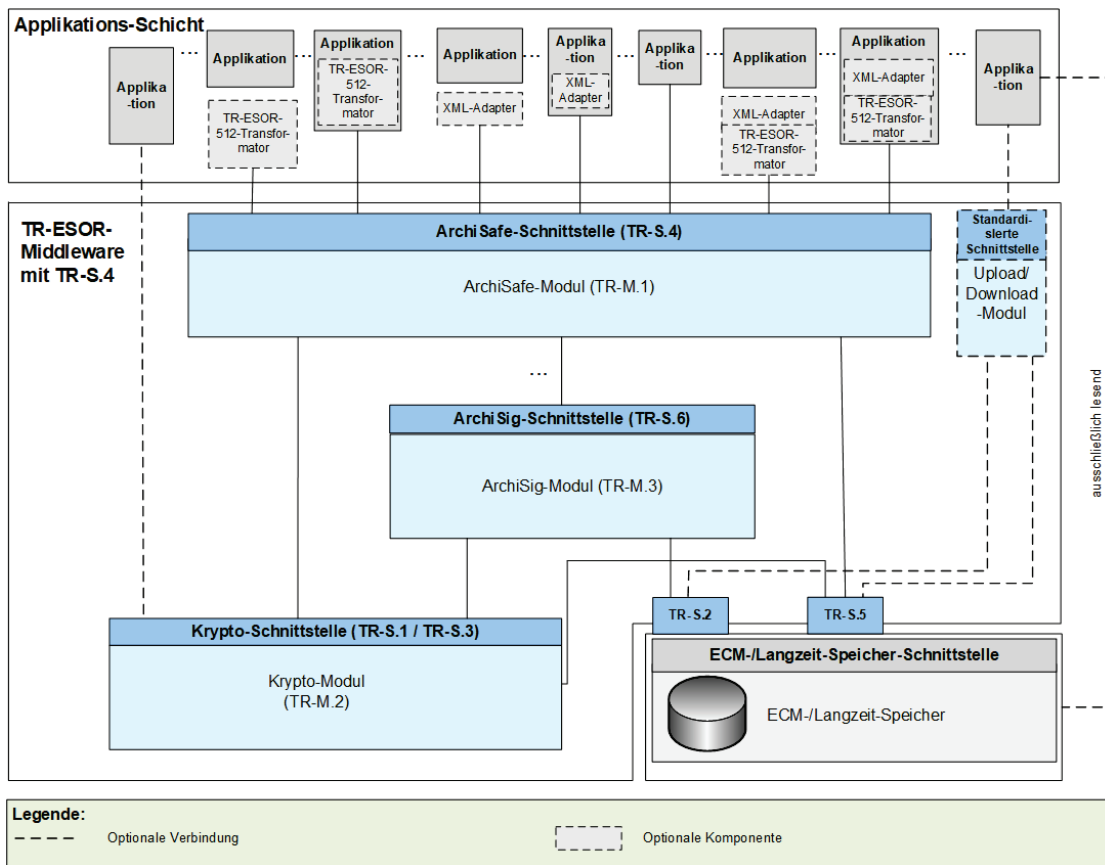 Applikations-Schicht
Applika
-tion
...
Applikation
TR-ESOR-
512-Transfor-
mator
...
Applikation
TR-ESOR-
512-
Transfor-
mator
...
Applikation
XML-Adapter
...
Applika
-tion
XML-
Adapter
...
Applika
-tion
...
Applikation
XML-Adapter
TR-ESOR-
512-Transfor-
mator
...
Applikation
XML-Adapter
TR-ESOR-
512-Transfor-
mator
...
Applika
-tion
TR-ESOR-
Middleware
mit TR-S.4
ArchiSafe-Schnittstelle (TR-S.4)
ArchiSafe-Modul (TR-M.1)
Standardi-
sierte
Schnittstelle
Upload/
Download
-Modul
...
ausschließlich lesend
ArchiSig-Schnittstelle (TR-S.6)
ArchiSig-Modul (TR-M.3)
TR-S.2
TR-S.5
Krypto-Schnittstelle (TR-S.1 / TR-S.3)
Krypto-Modul
(TR-M.2)
ECM-/Langzeit-Speicher-Schnittstelle
ECM-/Langzeit-Speicher
Legende:
Optionale Verbindung
Optionale Komponente